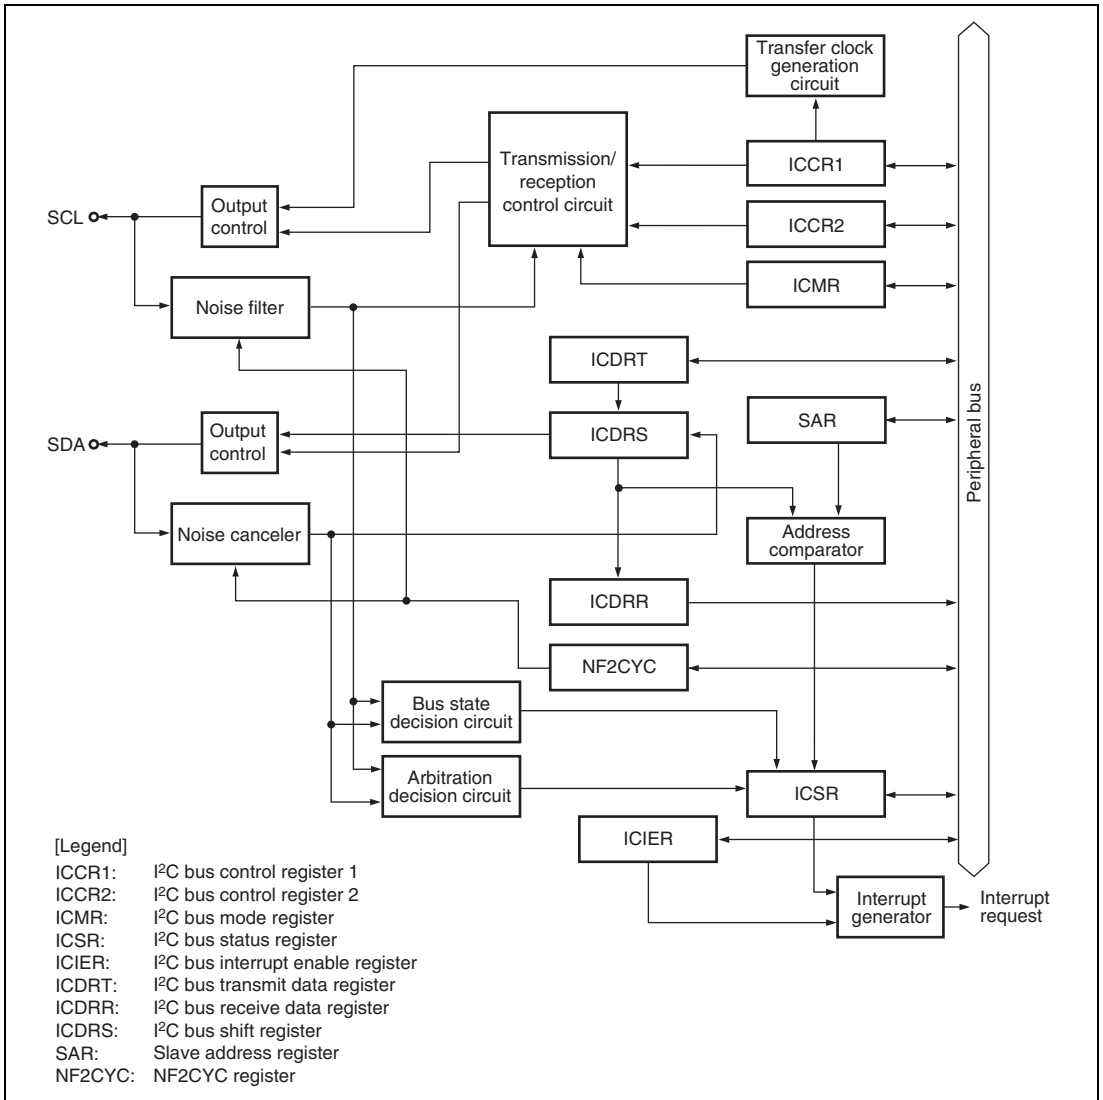 Transfer clock
generation
circuit
Transmission/
reception
control circuit
ICCR1
SCL
Output
control
ICCR2
ICMR
Noise filter
ICDRT
Peripheral bus
SAR
SDA
Output
control
ICDRS
Noise canceler
Address
comparator
ICDRR
NF2CYC
Bus state
decision circuit
Arbitration
decision circuit
ICSR
ICIER
Interrupt
generator
Interrupt
request
[Legend]
ICCR1: I2C bus control register 1
ICCR2: I2C bus control register 2
ICMR: I2C bus mode register
ICSR: I2C bus status register
ICIER: I2C bus interrupt enable register
ICDRT: I2C bus transmit data register
ICDRR: I2C bus receive data register
ICDRS: I2C bus shift register
SAR: Slave address register
NF2CYC: NF2CYC register